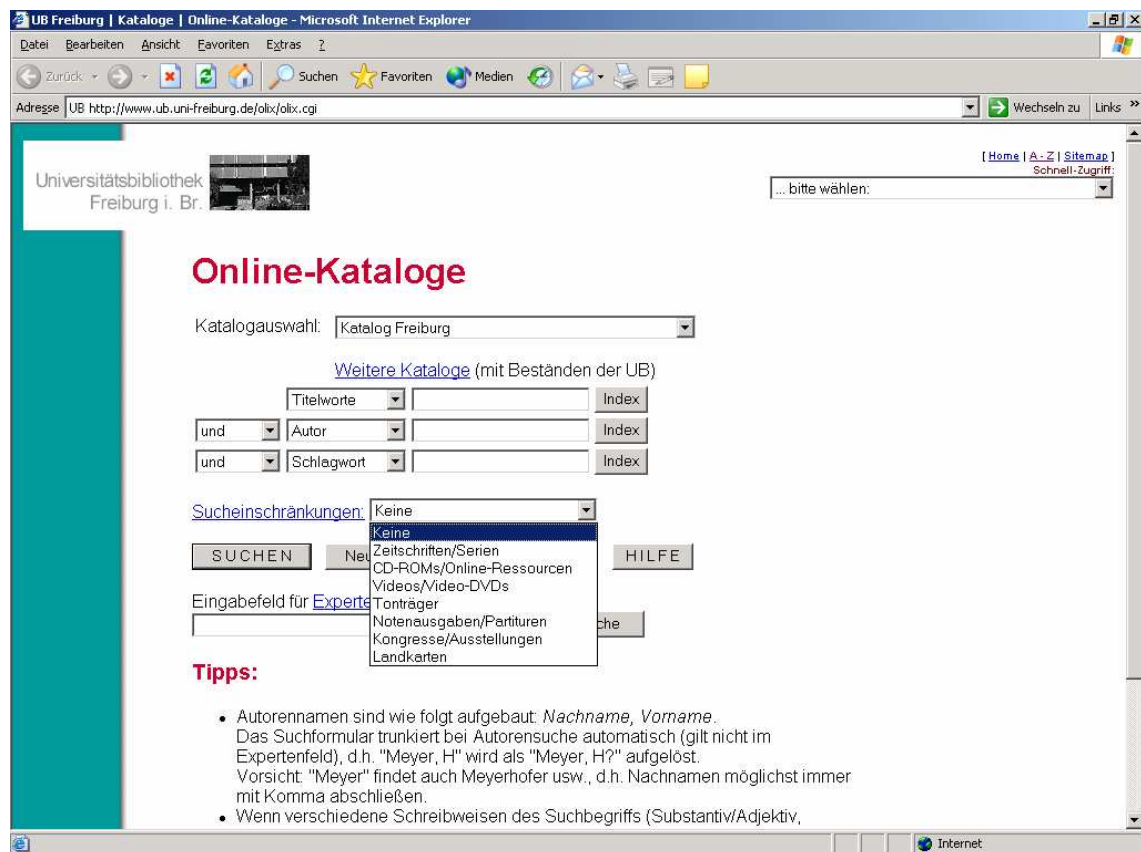 UB Freiburg | Kataloge | Online-Kataloge - Microsoft Internet Explorer
Datei Bearbeiten Ansicht Favoriten Extras ?
Zurück Suchen Favoriten Medien
Adresse UB http://www.ub.uni-freiburg.de/olix/olix.cgi Wechseln zu Links »
[ Home | A - Z | Sitemap ]
Schnell-Zugriff:
... bitte wählen:
Universitätsbibliothek
Freiburg i. Br.
Online-Kataloge
Katalogauswahl: Katalog Freiburg
Weitere Kataloge (mit Beständen der UB)
Titelworte Index
und Autor Index
und Schlagwort Index
Sucheinschränkungen: Keine
Keine
Zeitschriften/Serien
CD-ROMs/Online-Ressourcen
Videos/Video-DVDs
Tonträger
Notenausgaben/Partituren
Kongresse/Ausstellungen
Landkarten
SUCHEN Neu HILFE
Eingabefeld für Experte
che
Tipps:
• Autorennamen sind wie folgt aufgebaut: Nachname, Vorname.
Das Suchformular trunkiert bei Autorensuche automatisch (gilt nicht im
Expertenfeld), d.h. "Meyer, H" wird als "Meyer, H?" aufgelöst.
Vorsicht: "Meyer" findet auch Meyerhofer usw., d.h. Nachnamen möglichst immer
mit Komma abschließen.
• Wenn verschiedene Schreibweisen des Suchbegriffs (Substantiv/Adjektiv,
Internet